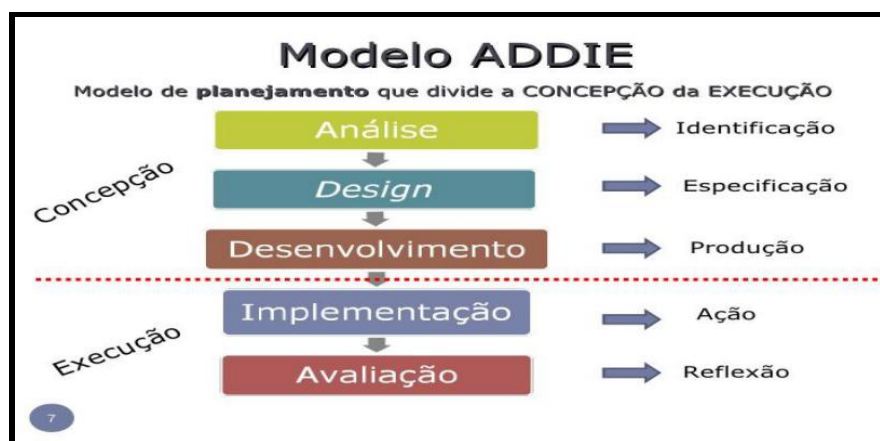 Modelo ADDIE
Modelo de planejamento que divide a CONCEPÇÃO da EXECUÇÃO
Concepção
Análise
Identificação
Design
Especificação
Desenvolvimento
Produção
Execução
Implementação
Ação
Avaliação
Reflexão
7